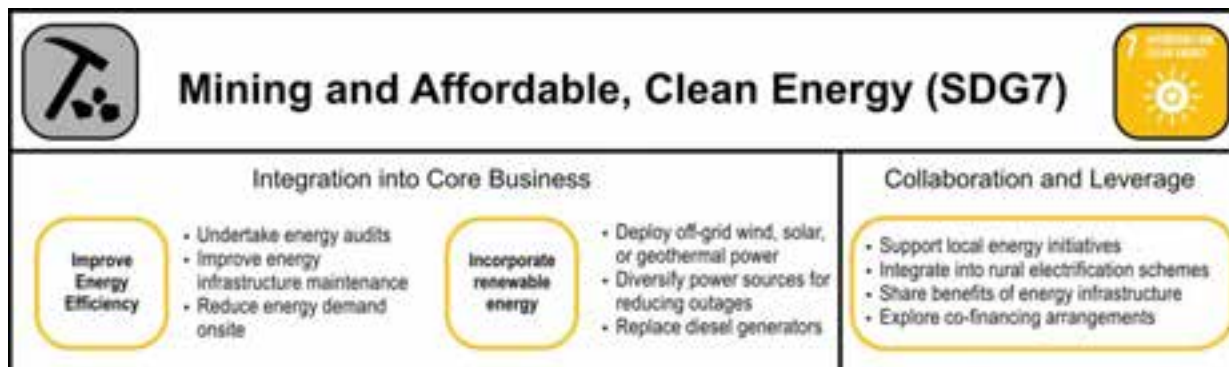 Mining and Affordable, Clean Energy (SDG7)
7
Integration into Core Business
Improve
Energy
Efficiency
• Undertake energy audits
• Improve energy
infrastructure maintenance
• Reduce energy demand
onsite
Incorporate
renewable
energy
• Deploy off-grid wind, solar,
or geothermal power
• Diversify power sources for
reducing outages
• Replace diesel generators
Collaboration and Leverage
• Support local energy initiatives
• Integrate into rural electrification schemes
• Share benefits of energy infrastructure
• Explore co-financing arrangements